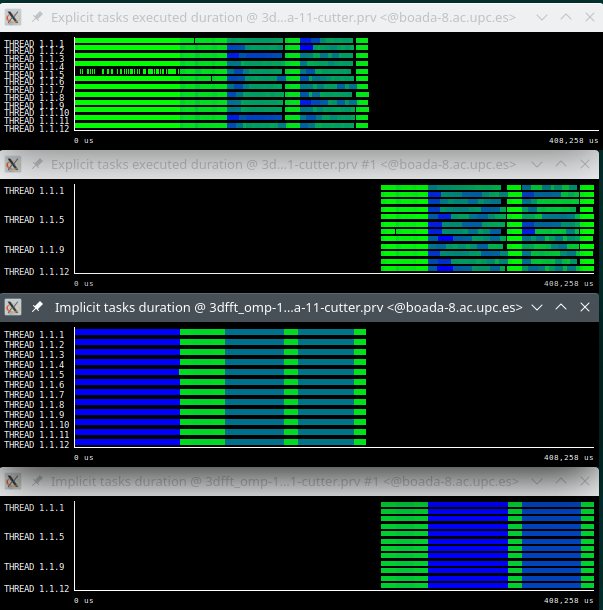 Explicit tasks executed duration @ 3d...a-11-cutter.prv <@boada-8.ac.upc.es>
THREAD 1.1.1
THREAD 1.1.2
THREAD 1.1.3
THREAD 1.1.4
THREAD 1.1.5
THREAD 1.1.6
THREAD 1.1.7
THREAD 1.1.8
THREAD 1.1.9
THREAD 1.1.10
THREAD 1.1.11
THREAD 1.1.12
0 us 408,258 us
Explicit tasks executed duration @ 3d...1-cutter.prv #1 <@boada-8.ac.upc.es>
THREAD 1.1.1
THREAD 1.1.5
THREAD 1.1.9
THREAD 1.1.12
0 us 408,258 us
Implicit tasks duration @ 3dfft_omp-1...a-11-cutter.prv <@boada-8.ac.upc.es>
THREAD 1.1.1
THREAD 1.1.2
THREAD 1.1.3
THREAD 1.1.4
THREAD 1.1.5
THREAD 1.1.6
THREAD 1.1.7
THREAD 1.1.8
THREAD 1.1.9
THREAD 1.1.10
THREAD 1.1.11
THREAD 1.1.12
0 us 408,258 us
Implicit tasks duration @ 3dfft_omp-1...1-cutter.prv #1 <@boada-8.ac.upc.es>
THREAD 1.1.1
THREAD 1.1.5
THREAD 1.1.9
THREAD 1.1.12
0 us 408,258 us